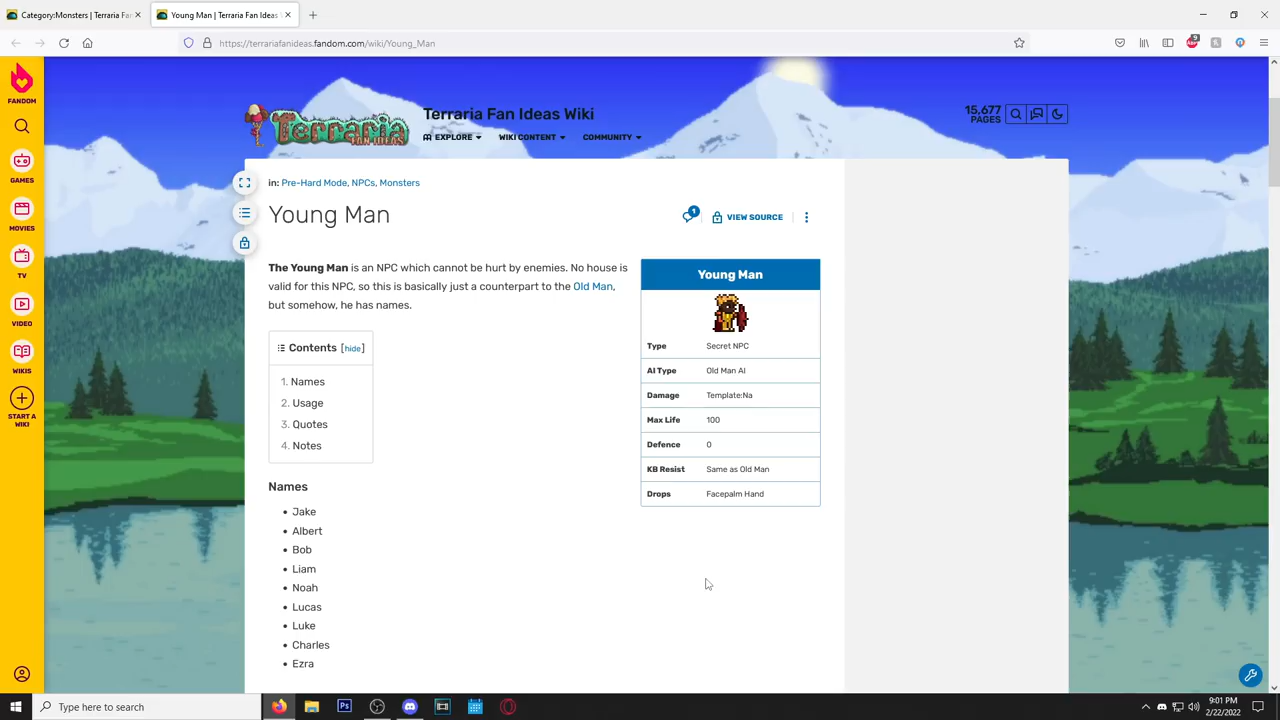 Category:Monsters | Terraria Fan
Young Man | Terraria Fan Ideas
https://terrariafanideas.fandom.com/wiki/Young_Man
FANDOM
GAMES
MOVIES
TV
VIDEO
WIKIS
START A
WIKI
Terraria
FAN IDEAS
Terraria Fan Ideas Wiki
EXPLORE
WIKI CONTENT
COMMUNITY
15,677
PAGES
in: Pre-Hard Mode, NPCs, Monsters
Young Man
1
VIEW SOURCE
The Young Man is an NPC which cannot be hurt by enemies. No house is
valid for this NPC, so this is basically just a counterpart to the Old Man,
but somehow, he has names.
Contents [hide]
1. Names
2. Usage
3. Quotes
4. Notes
Young Man
Type Secret NPC
AI Type Old Man AI
Damage Template:Na
Max Life 100
Defence 0
KB Resist Same as Old Man
Drops Facepalm Hand
Names
Jake
Albert
Bob
Liam
Noah
Lucas
Luke
Charles
Ezra
Type here to search
9:01 PM
2/22/2022